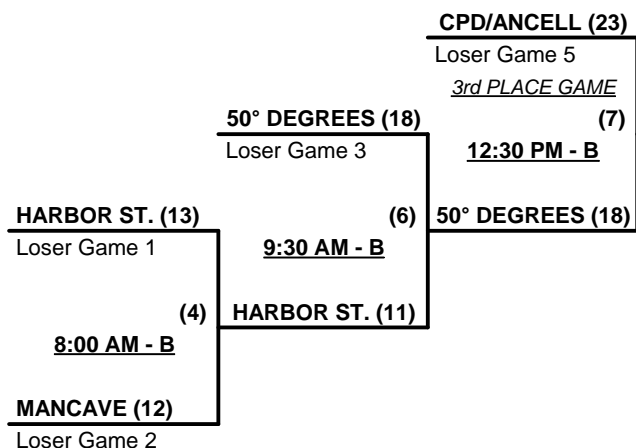 CPD/ANCELL (23)
Loser Game 5
3rd PLACE GAME
50° DEGREES (18)
(7)
Loser Game 3
12:30 PM - B
HARBOR ST. (13)
(6)
50° DEGREES (18)
Loser Game 1
9:30 AM - B
(4)
HARBOR ST. (11)
8:00 AM - B
MANCAVE (12)
Loser Game 2